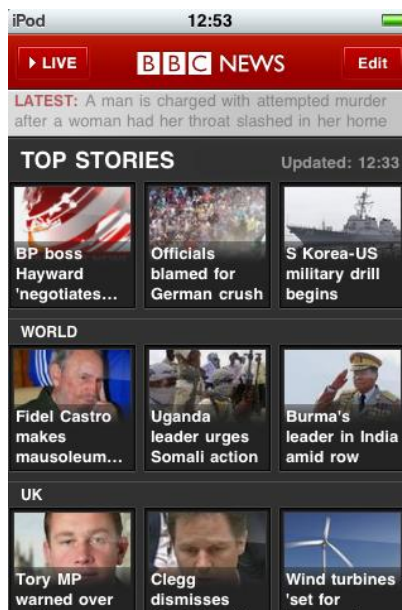 iPod 12:53
LIVE BBC NEWS Edit
LATEST: A man is charged with attempted murder
after a woman had her throat slashed in her home
TOP STORIES Updated: 12:33
BP boss
Hayward
'negotiates...
Officials
blamed for
German crush
S Korea-US
military drill
begins
WORLD
Fidel Castro
makes
mausoleum...
Uganda
leader urges
Somali action
Burma's
leader in India
amid row
UK
Tory MP
warned over
Clegg
dismisses
Wind turbines
'set for